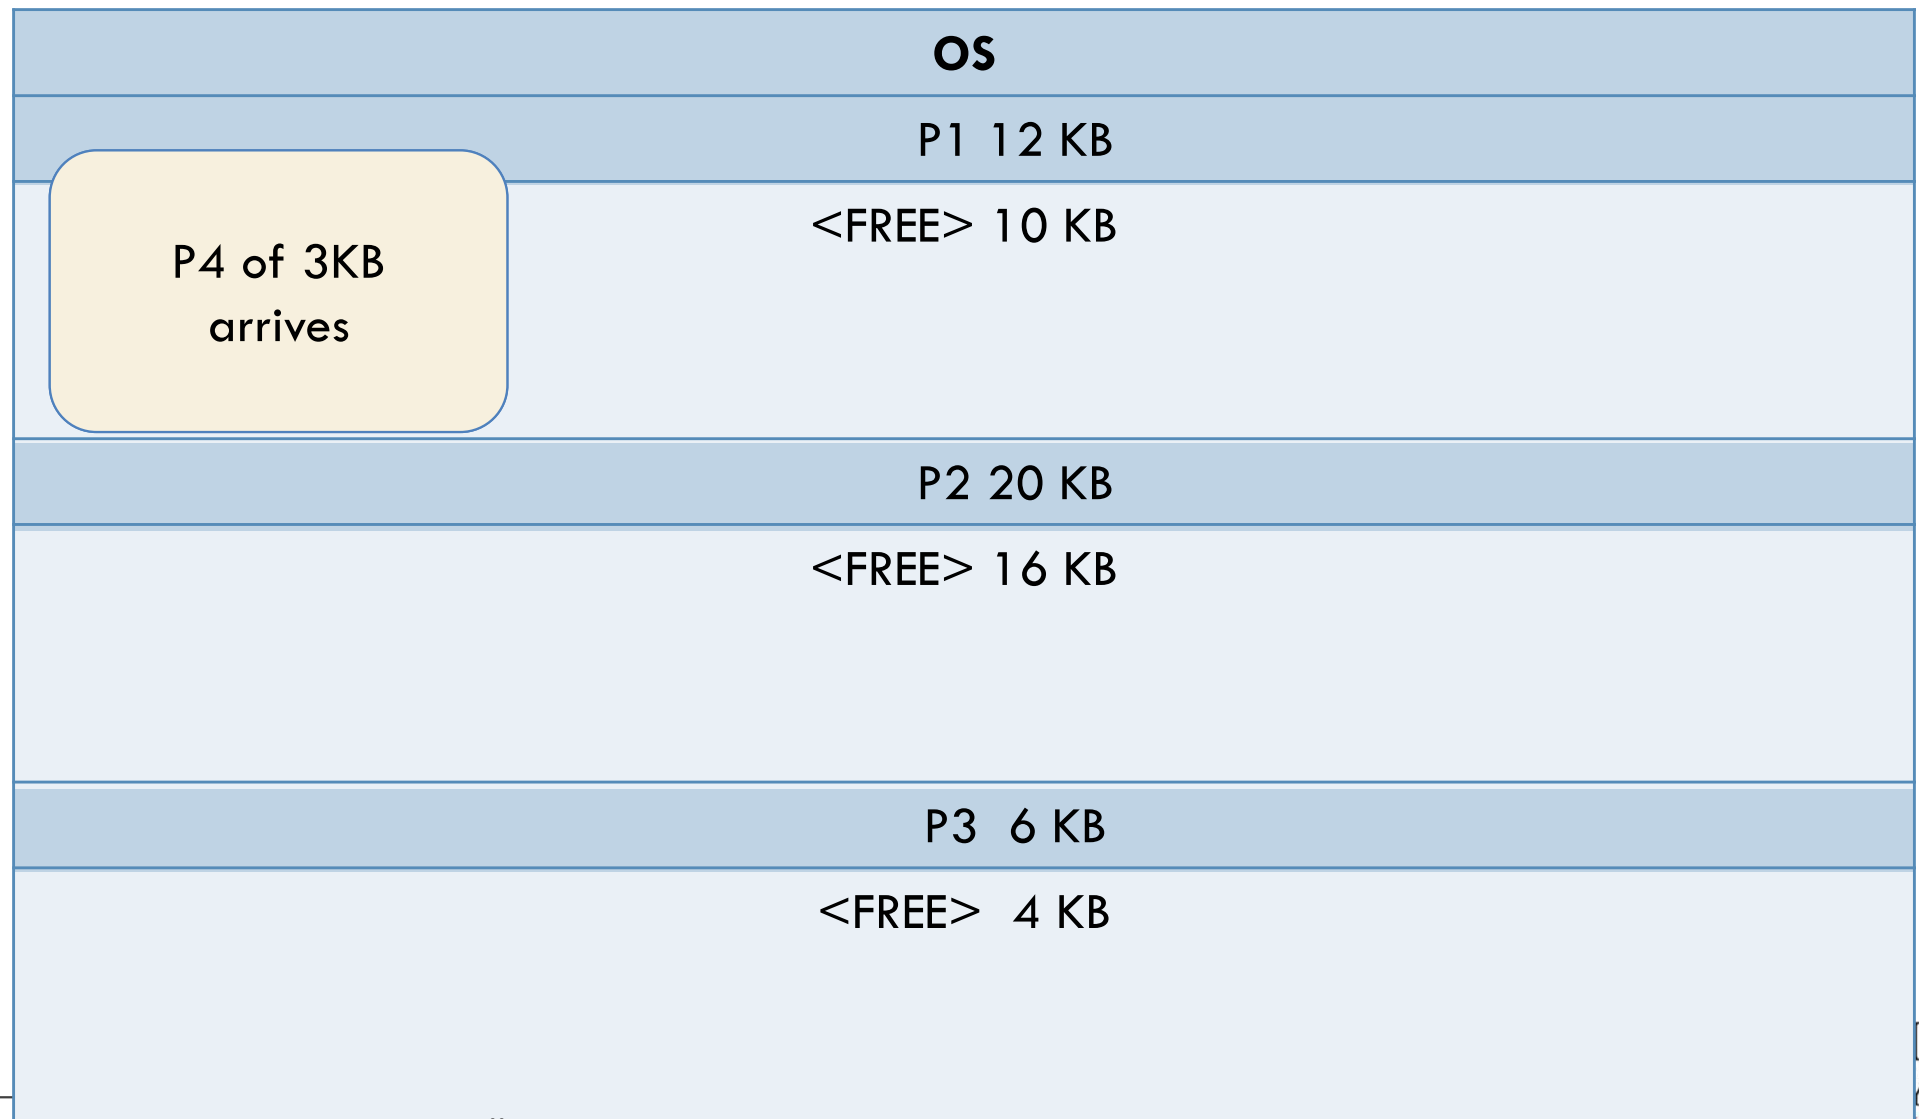 OS
P1 12 KB
<FREE> 10 KB
P4 of 3KB
arrives
P2 20 KB
<FREE> 16 KB
P3 6 KB
<FREE> 4 KB